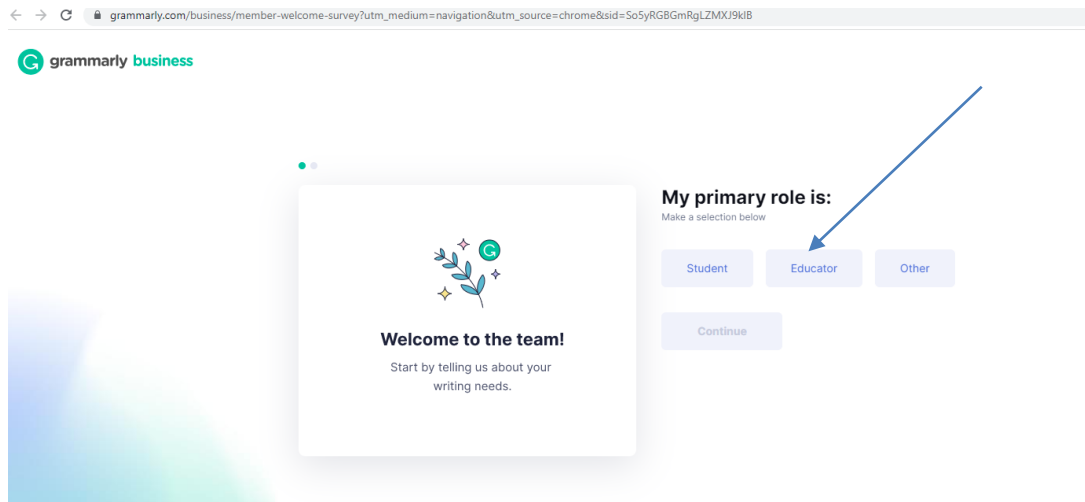 grammarly.com/business/member-welcome-survey?utm_medium=navigation&utm_source=chrome&sid=So5yRGBGmRgLZMXJ9kIB
grammarly business
My primary role is:
Make a selection below
Student Educator Other
Continue
Welcome to the team!
Start by telling us about your
writing needs.